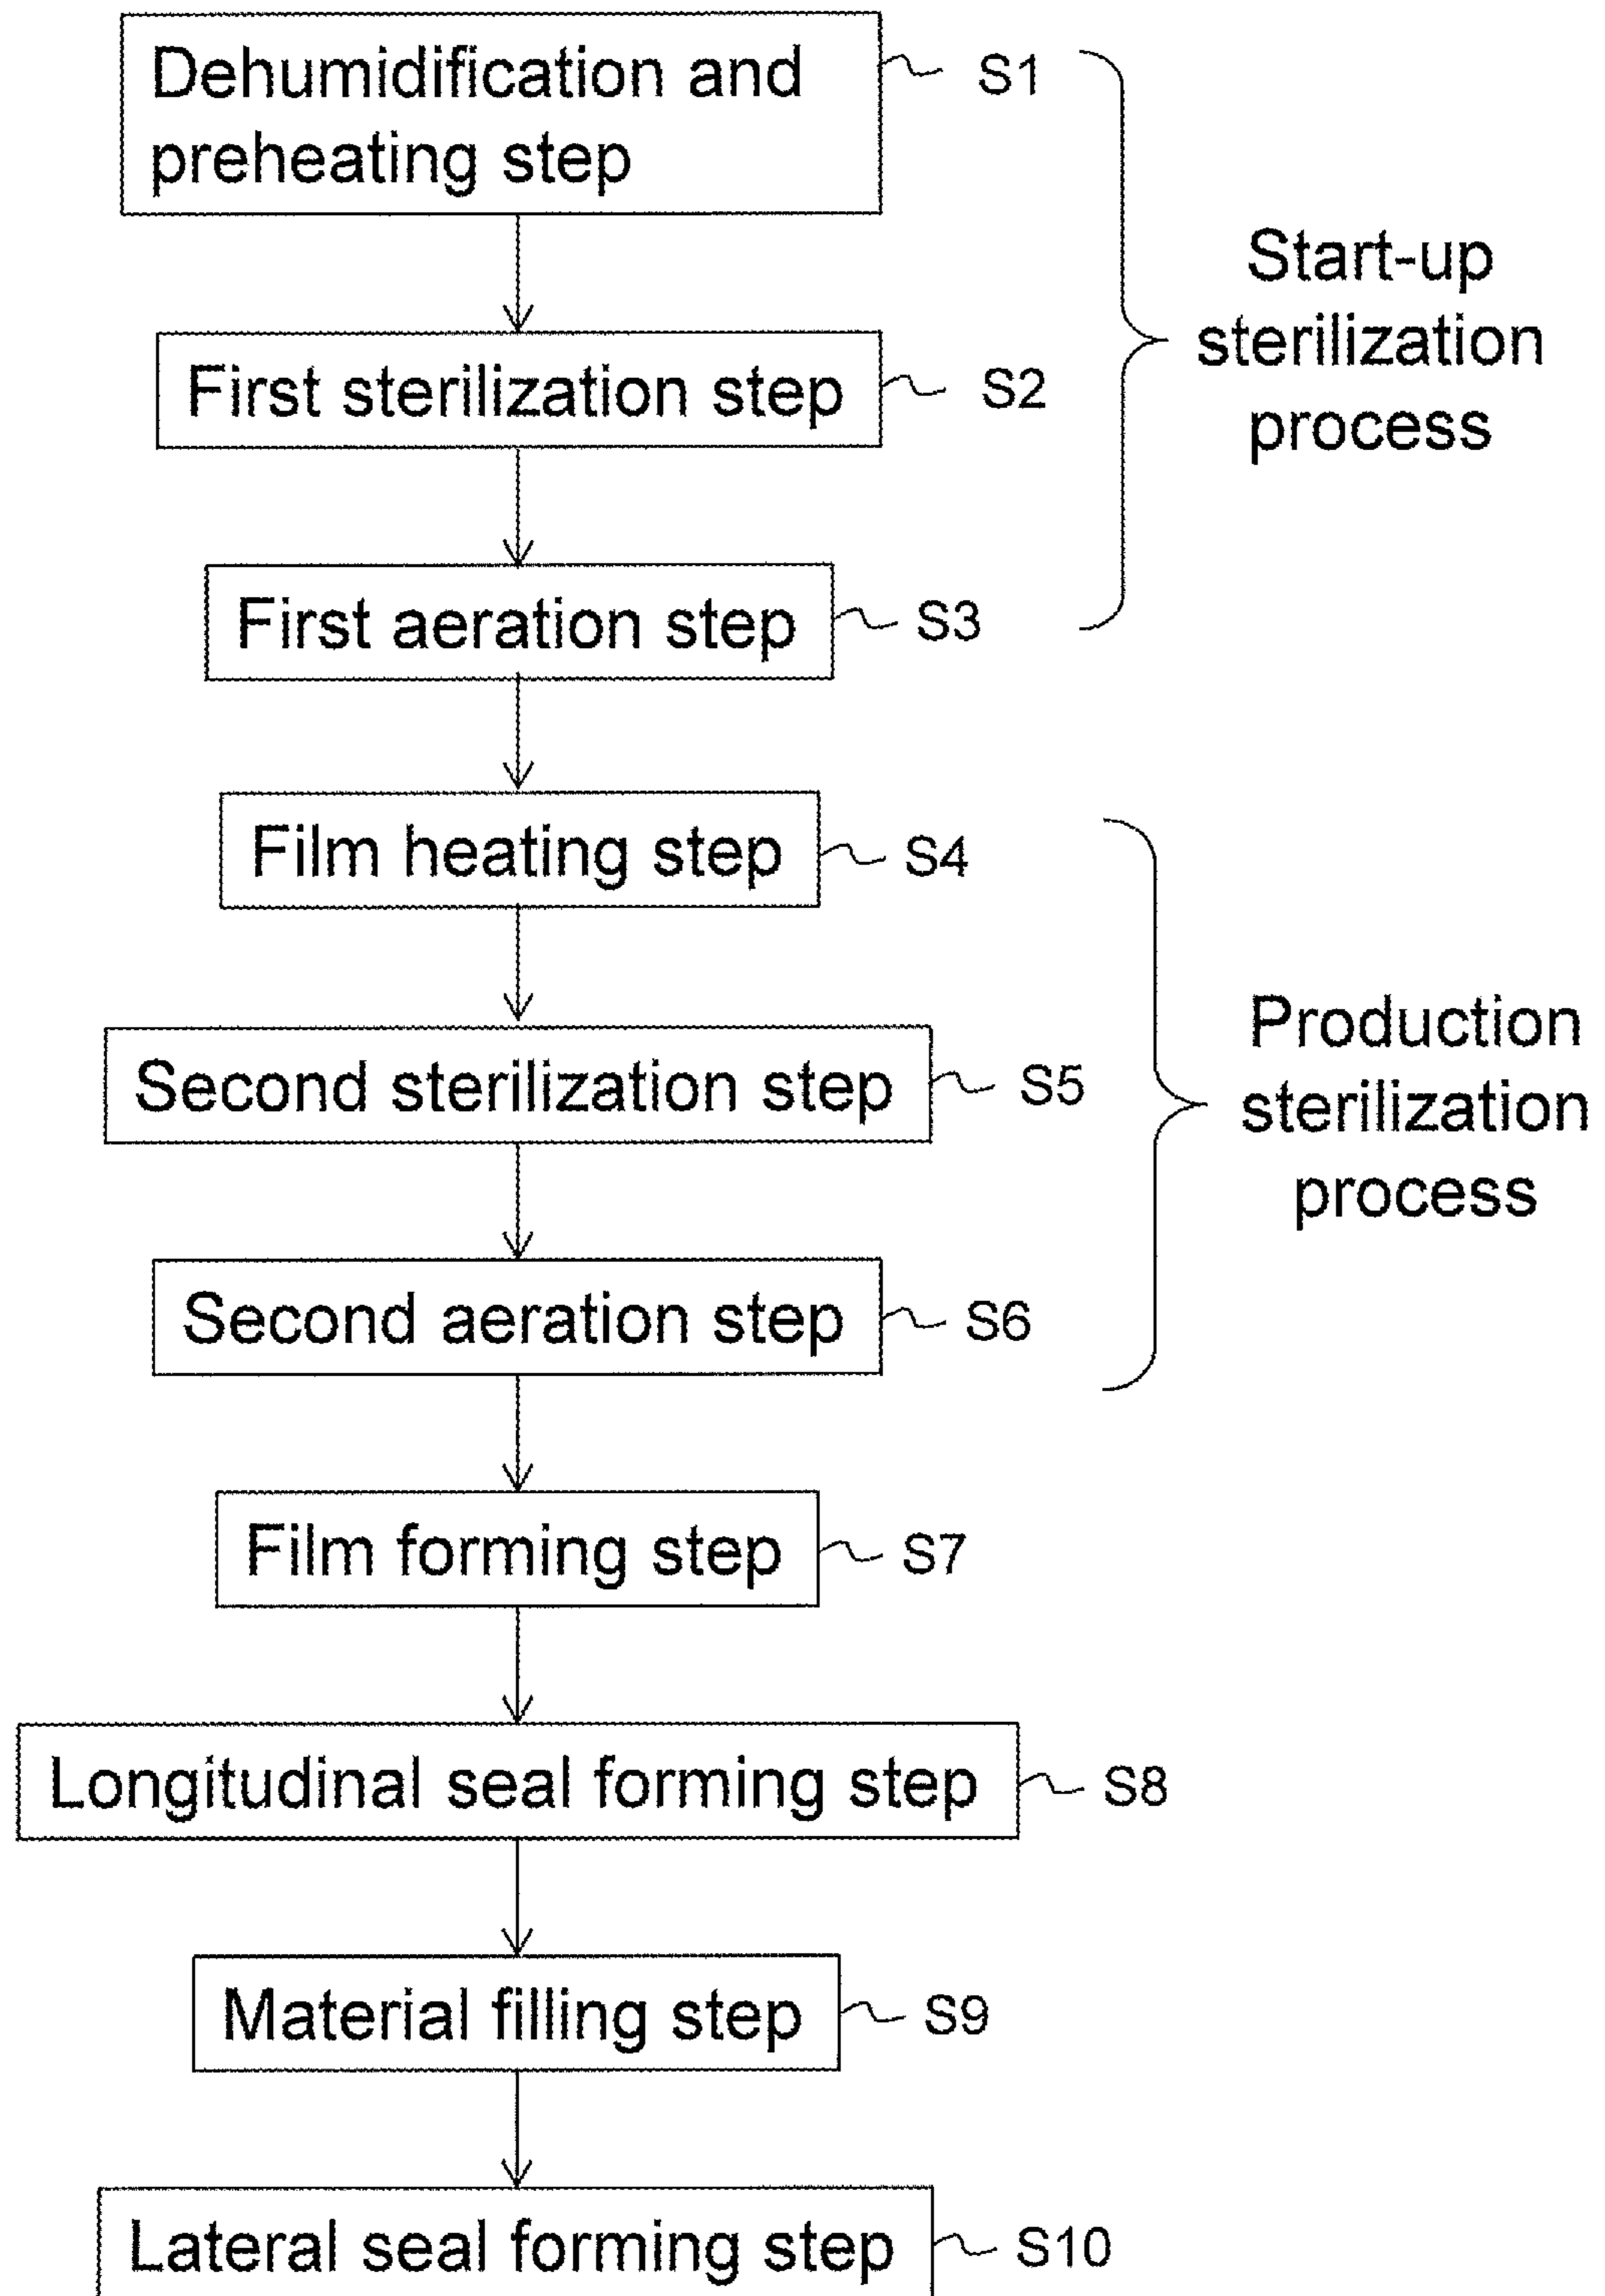 Dehumidification and
preheating step
S1
First sterilization step
S2
First aeration step
S3
Start-up
sterilization
process
Film heating step
S4
Second sterilization step
S5
Second aeration step
S6
Production
sterilization
process
Film forming step
S7
Longitudinal seal forming step
S8
Material filling step
S9
Lateral seal forming step
S10